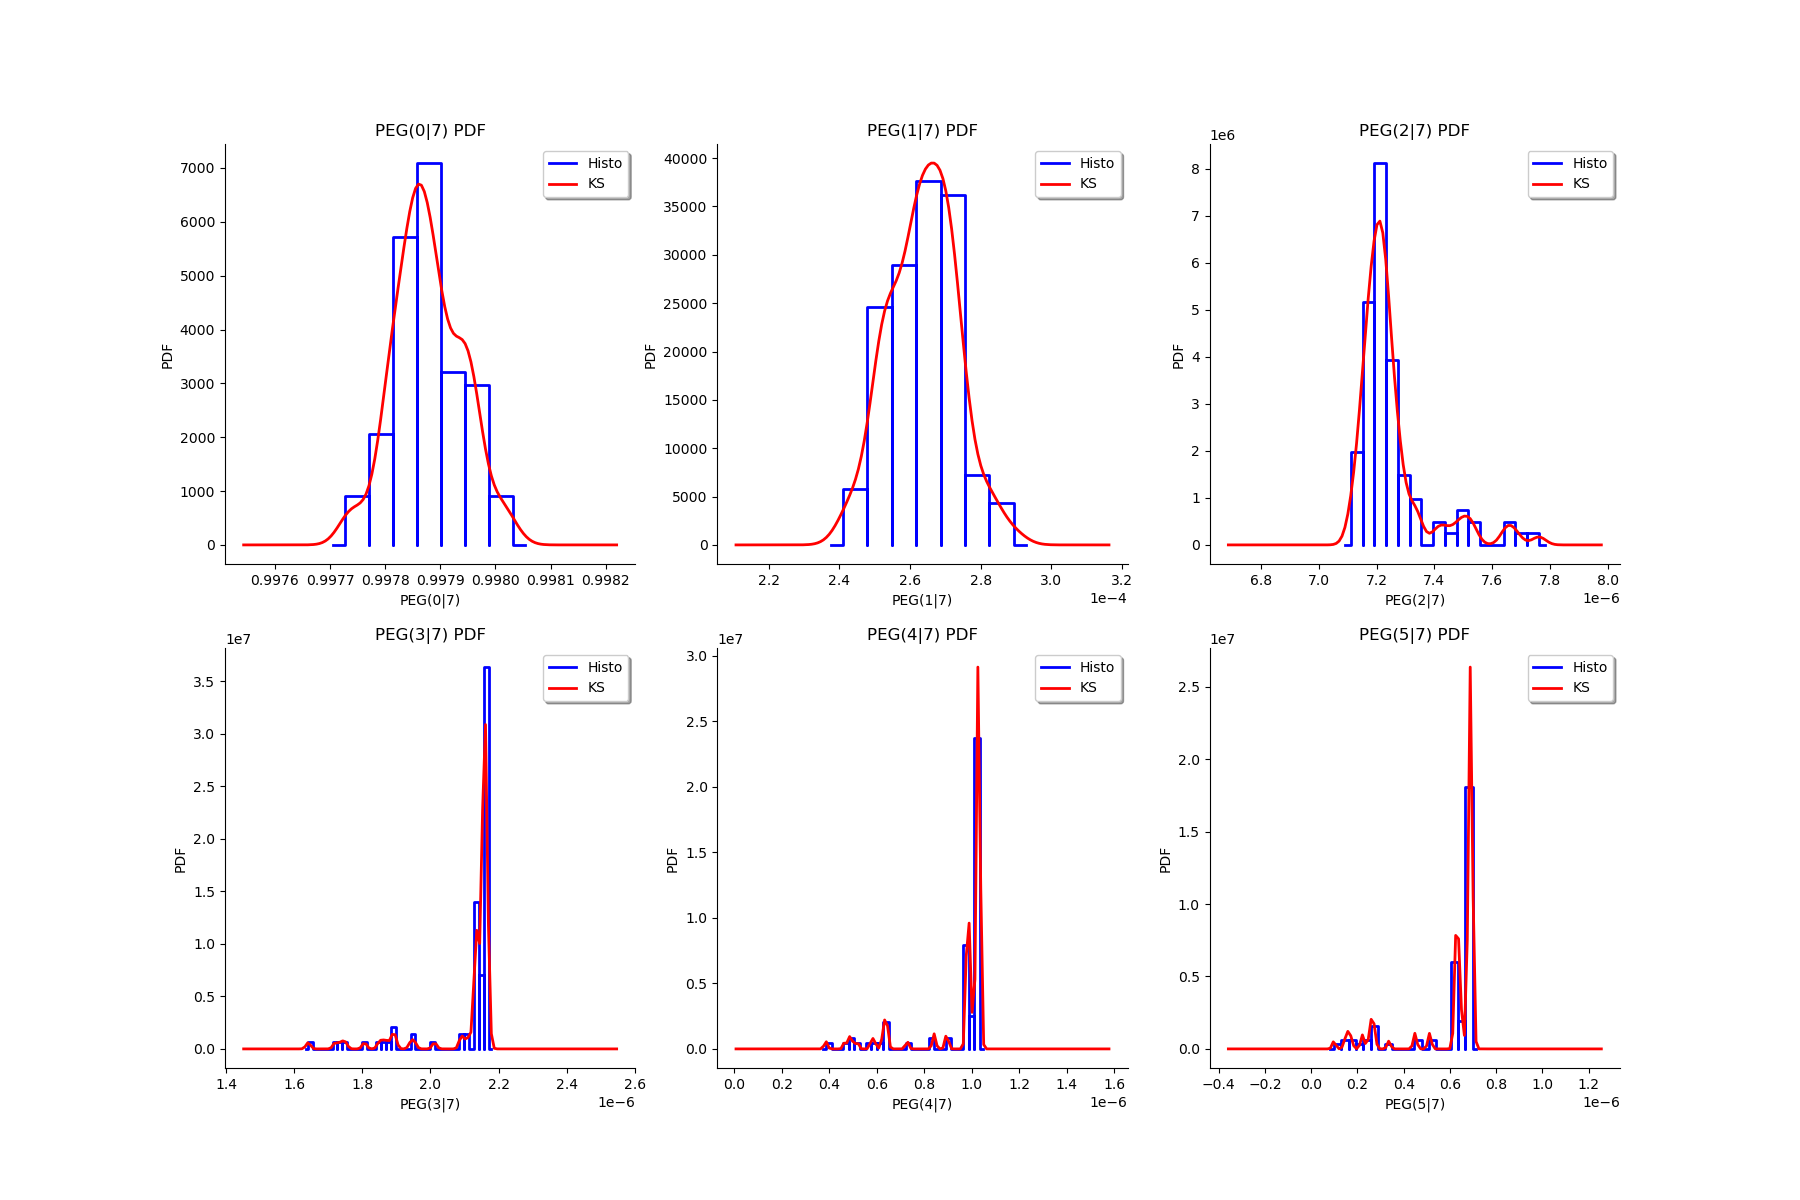 PEG(0|7) PDF
PDF
7000
6000
5000
4000
3000
2000
1000
0
Histo
KS
0.9976 0.9977 0.9978 0.9979 0.9980 0.9981 0.9982
PEG(0|7)
PEG(1|7) PDF
PDF
40000
35000
30000
25000
20000
15000
10000
5000
0
Histo
KS
2.2 2.4 2.6 2.8 3.0 3.2
PEG(1|7)
1e−4
PEG(2|7) PDF
1e6
PDF
8
7
6
5
4
3
2
1
0
Histo
KS
6.8 7.0 7.2 7.4 7.6 7.8 8.0
PEG(2|7)
1e−6
PEG(3|7) PDF
1e7
PDF
3.5
3.0
2.5
2.0
1.5
1.0
0.5
0.0
Histo
KS
1.4 1.6 1.8 2.0 2.2 2.4 2.6
PEG(3|7)
1e−6
PEG(4|7) PDF
1e7
PDF
3.0
2.5
2.0
1.5
1.0
0.5
0.0
Histo
KS
0.0 0.2 0.4 0.6 0.8 1.0 1.2 1.4 1.6
PEG(4|7)
1e−6
PEG(5|7) PDF
1e7
PDF
2.5
2.0
1.5
1.0
0.5
0.0
Histo
KS
−0.4 −0.2 0.0 0.2 0.4 0.6 0.8 1.0 1.2
PEG(5|7)
1e−6